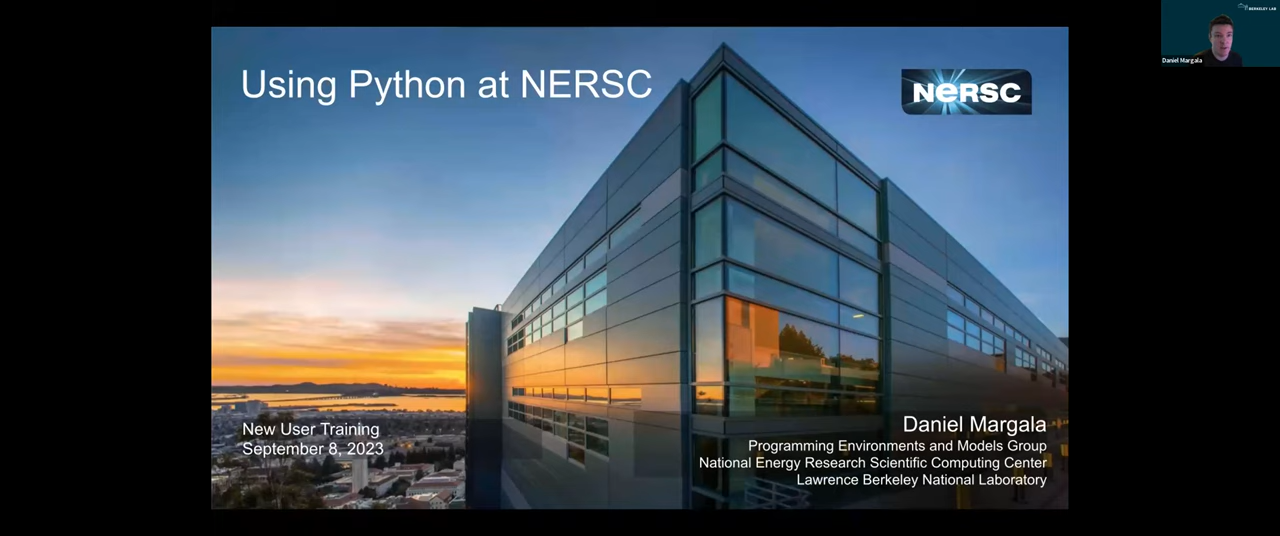 Using Python at NERSC
NERSC
New User Training
September 8, 2023
Daniel Margala
Programming Environments and Models Group
National Energy Research Scientific Computing Center
Lawrence Berkeley National Laboratory
BERKELEY LAB
Daniel Margala